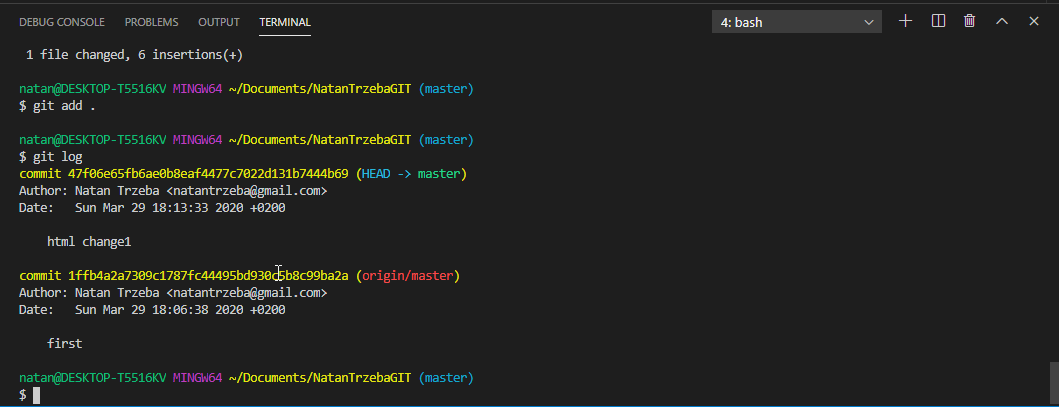 DEBUG CONSOLE PROBLEMS OUTPUT TERMINAL 4: bash
1 file changed, 6 insertions(+)
natan@DESKTOP-T5516KV MINGW64 ~/Documents/NatanTrzebaGIT (master)
$ git add .
natan@DESKTOP-T5516KV MINGW64 ~/Documents/NatanTrzebaGIT (master)
$ git log
commit 47f06e65fb6ae0b8eaf4477c7022d131b7444b69 (HEAD -> master)
Author: Natan Trzeba <natantrzeba@gmail.com>
Date:   Sun Mar 29 18:13:33 2020 +0200
html change1
commit 1ffb4a2a7309c1787fc44495bd930c5b8c99ba2a (origin/master)
Author: Natan Trzeba <natantrzeba@gmail.com>
Date:   Sun Mar 29 18:06:38 2020 +0200
first
natan@DESKTOP-T5516KV MINGW64 ~/Documents/NatanTrzebaGIT (master)
$